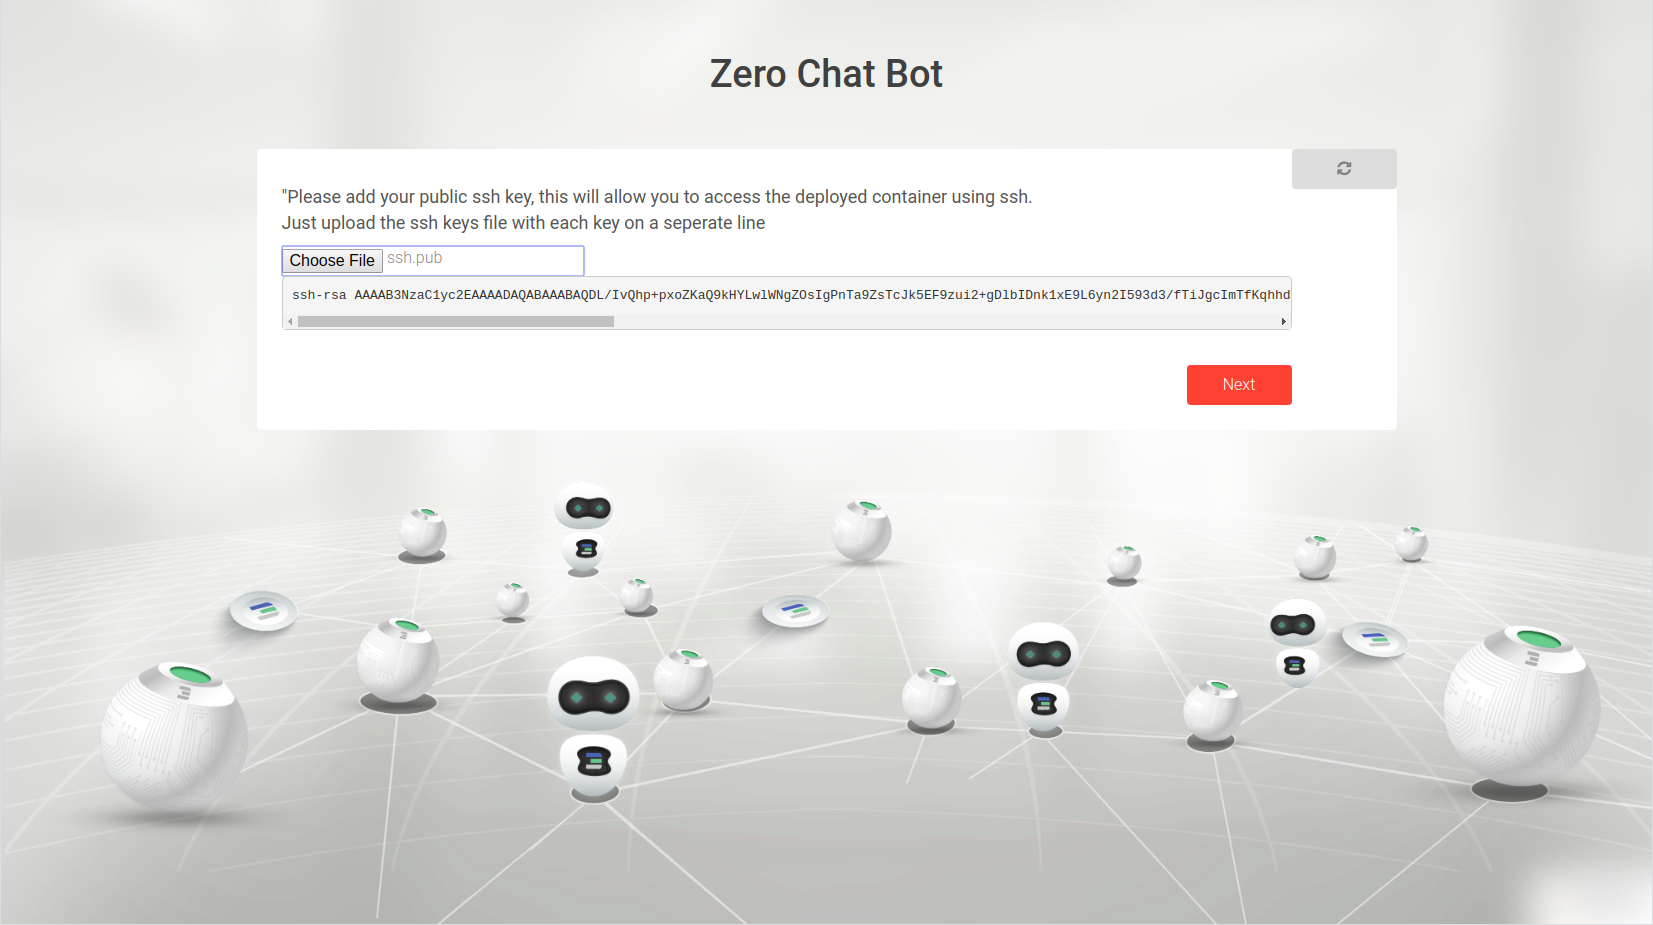 Zero Chat Bot
"Please add your public ssh key, this will allow you to access the deployed container using ssh.
Just upload the ssh keys file with each key on a seperate line
Choose File ssh.pub
ssh-rsa AAAAB3NzaC1yc2EAAAADAQABAAABAQDL/IvQhp+pxoZKaQ9kHYLwlWNgZOsIgPnTa9ZsTcJk5EF9zui2+gDlbIDnk1xE9L6yn2I593d3/fTiJgcImTfKqhhd
Next